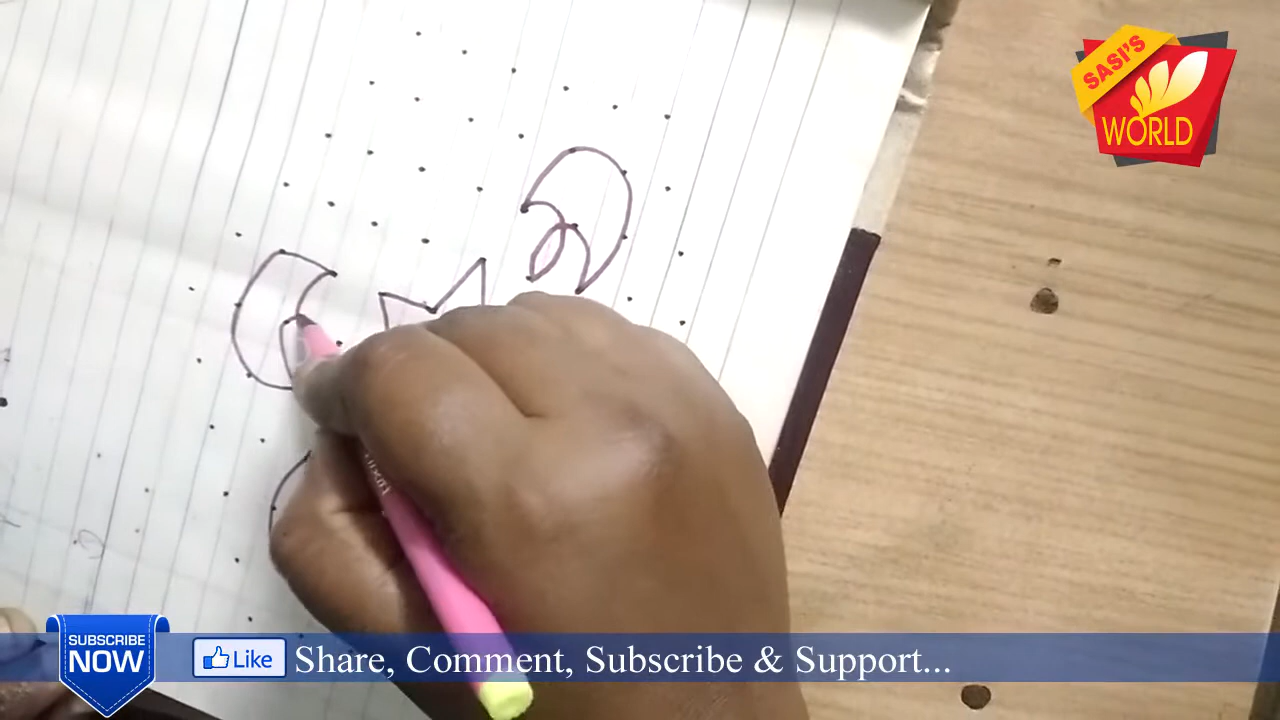 SASI'S
WORLD
SUBSCRIBE
NOW
Like
Share, Comment, Subscribe & Support...